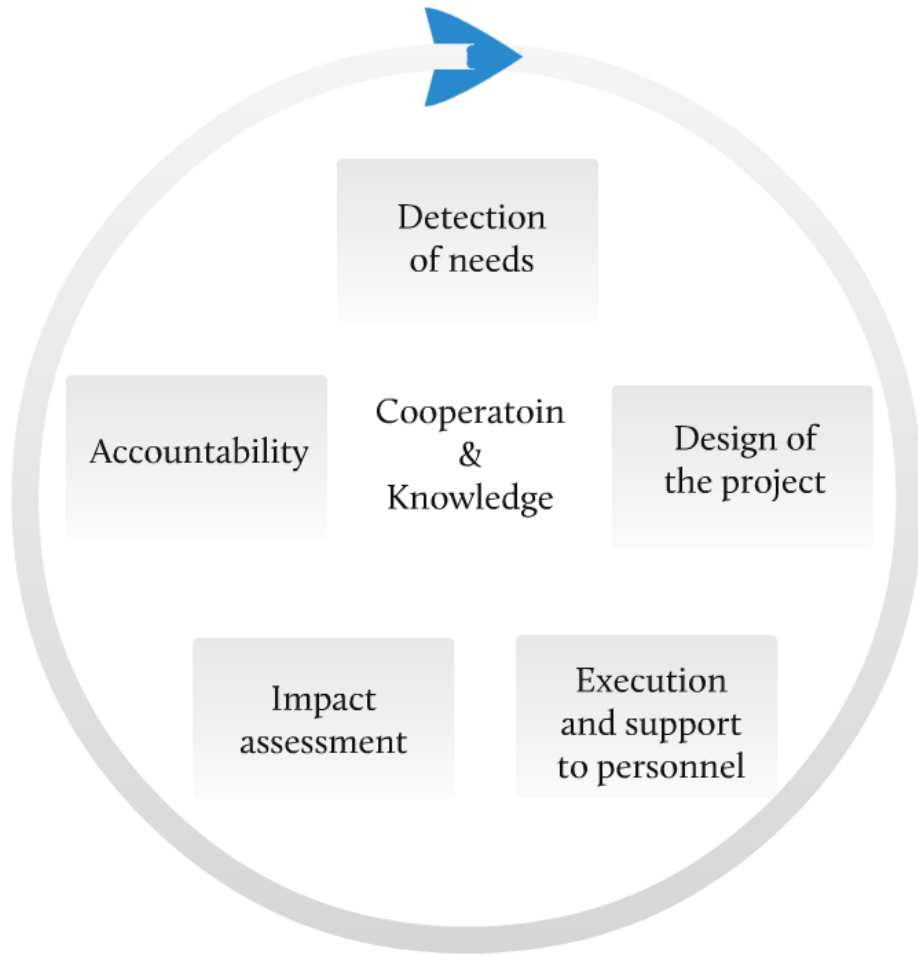 Detection
of needs
Accountability
Cooperatoin
&
Knowledge
Design of
the project
Impact
assessment
Execution
and support
to personnel